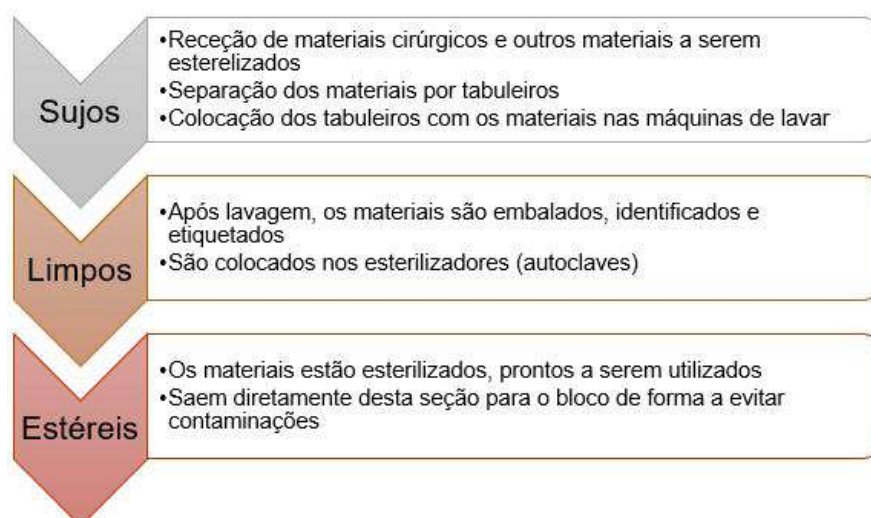 Sujos
•Receção de materiais cirúrgicos e outros materiais a serem
esterelizados
•Separação dos materiais por tabuleiros
•Colocação dos tabuleiros com os materiais nas máquinas de lavar
Limpos
•Após lavagem, os materiais são embalados, identificados e
etiquetados
•São colocados nos esterilizadores (autoclaves)
Estéreis
•Os materiais estão esterilizados, prontos a serem utilizados
•Saem diretamente desta seção para o bloco de forma a evitar
contaminações